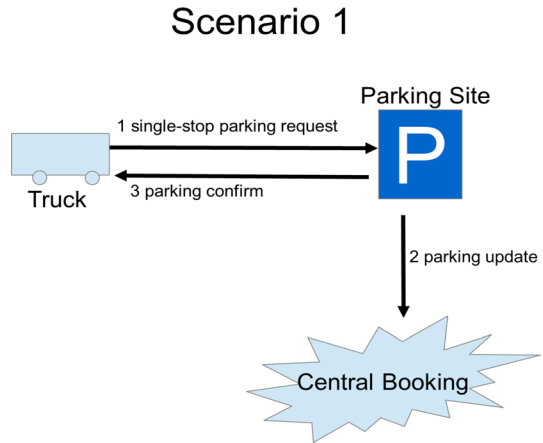 Scenario 1
Parking Site
1 single-stop parking request
P
3 parking confirm
Truck
2 parking update
Central Booking